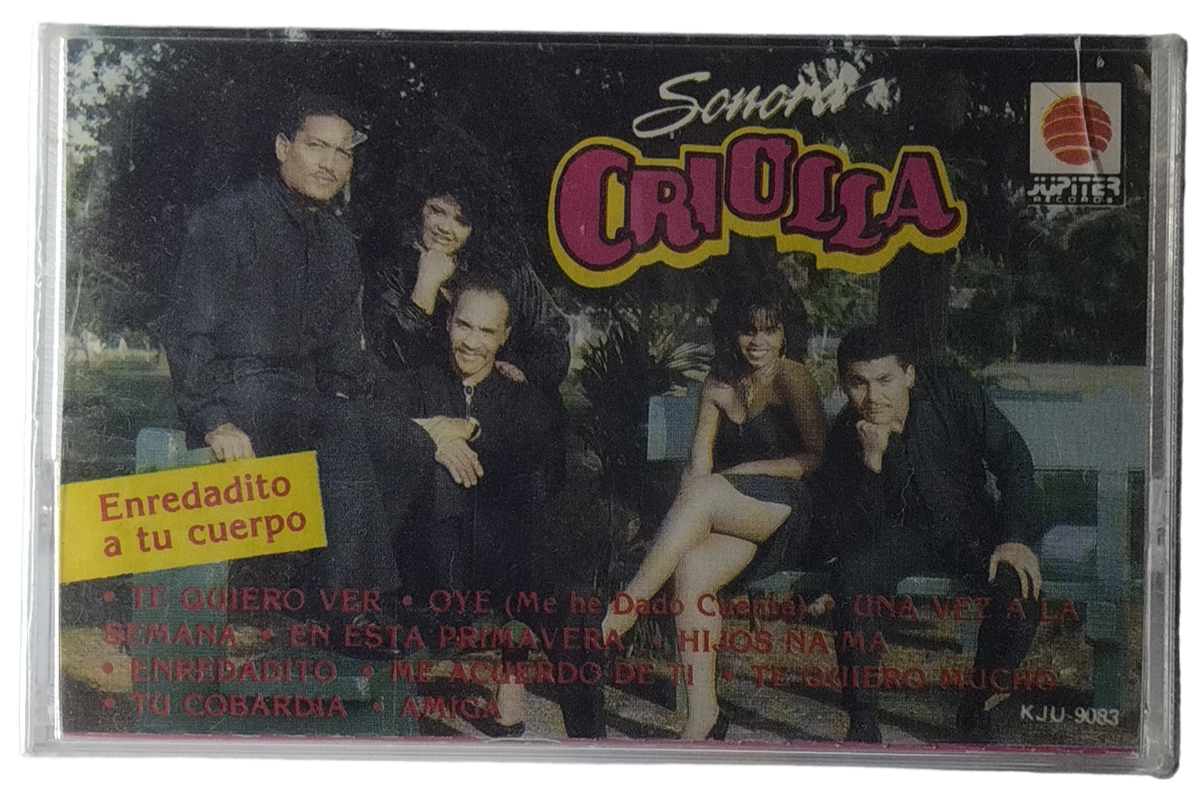 Sonora
CRIOLLA
JUPITER
RECORDS
Enredadito
a tu cuerpo
• TE QUIERO VER • OYE (Me he Dado Cuenta) • UNA VEZ A LA
SEMANA • EN ESTA PRIMAVERA • HIJOS NA'MA
• ENREDADITO • ME ACUERDO DE TI • TE QUIERO MUCHO
• TU COBARDIA • AMIGA
KJU-9083